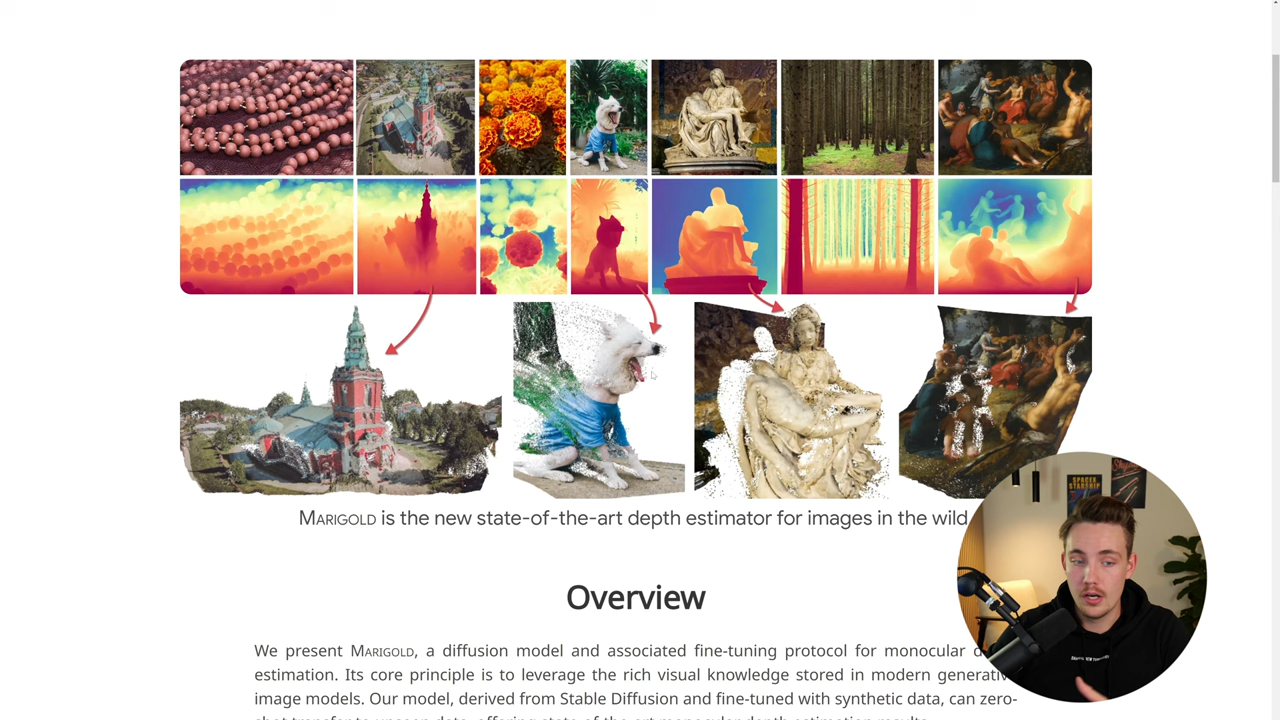 MARIGOLD is the new state-of-the-art depth estimator for images in the wild
Overview
We present MARIGOLD, a diffusion model and associated fine-tuning protocol for monocular
estimation. Its core principle is to leverage the rich visual knowledge stored in modern
image models. Our model, derived from Stable Diffusion and fine-tuned with synthetic data, can zero-
SPACEX
STARSHIP